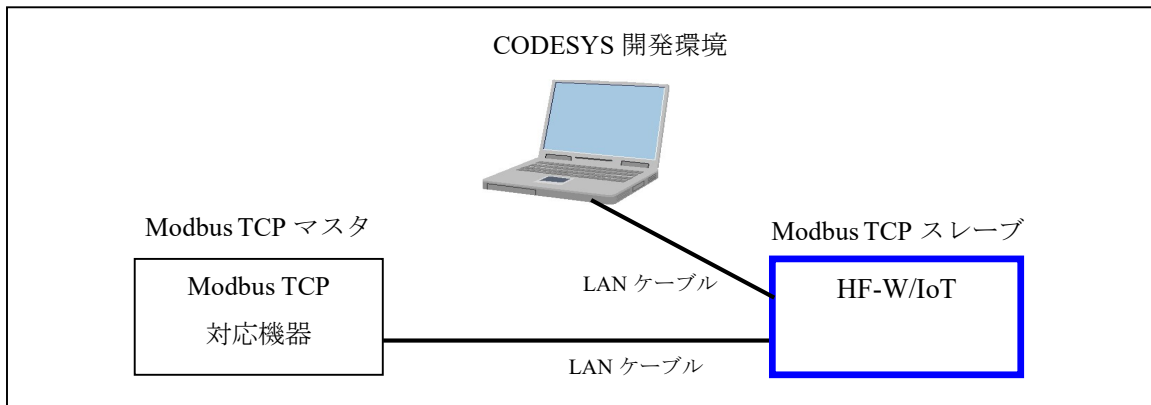 CODESYS 開発環境
Modbus TCP マスタ
Modbus TCP スレーブ
Modbus TCP
対応機器
LAN ケーブル
HF-W/IoT
LAN ケーブル